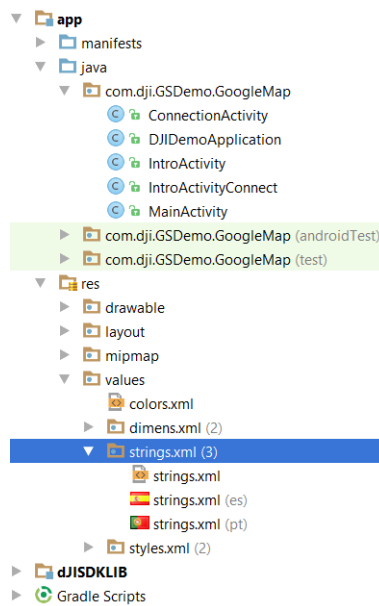 app
manifests
java
com.dji.GSDemo.GoogleMap
C ConnectionActivity
C DJIDemoApplication
C IntroActivity
C IntroActivityConnect
C MainActivity
com.dji.GSDemo.GoogleMap (androidTest)
com.dji.GSDemo.GoogleMap (test)
res
drawable
layout
mipmap
values
colors.xml
dimens.xml (2)
strings.xml (3)
strings.xml
strings.xml (es)
strings.xml (pt)
styles.xml (2)
dJISDKLIB
Gradle Scripts